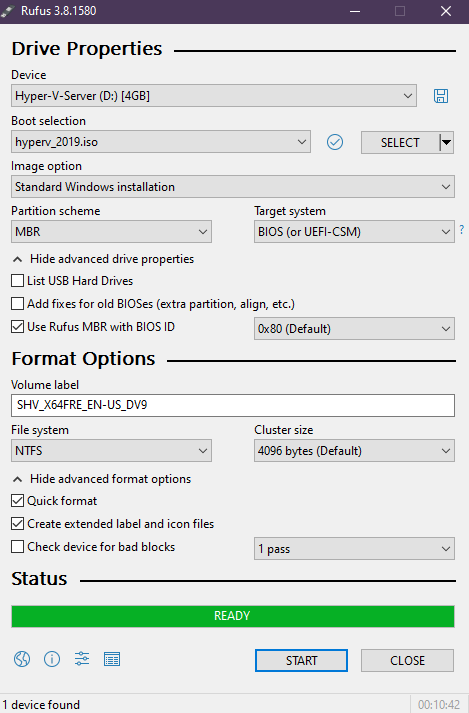 Rufus 3.8.1580
Drive Properties
Device
Hyper-V-Server (D:) [4GB]
Boot selection
hyperv_2019.iso
SELECT
Image option
Standard Windows installation
Partition scheme
Target system
MBR
BIOS (or UEFI-CSM)
?
Hide advanced drive properties
List USB Hard Drives
Add fixes for old BIOSes (extra partition, align, etc.)
Use Rufus MBR with BIOS ID
0x80 (Default)
Format Options
Volume label
SHV_X64FRE_EN-US_DV9
File system
Cluster size
NTFS
4096 bytes (Default)
Hide advanced format options
Quick format
Create extended label and icon files
Check device for bad blocks
1 pass
Status
READY
START
CLOSE
1 device found
00:10:42